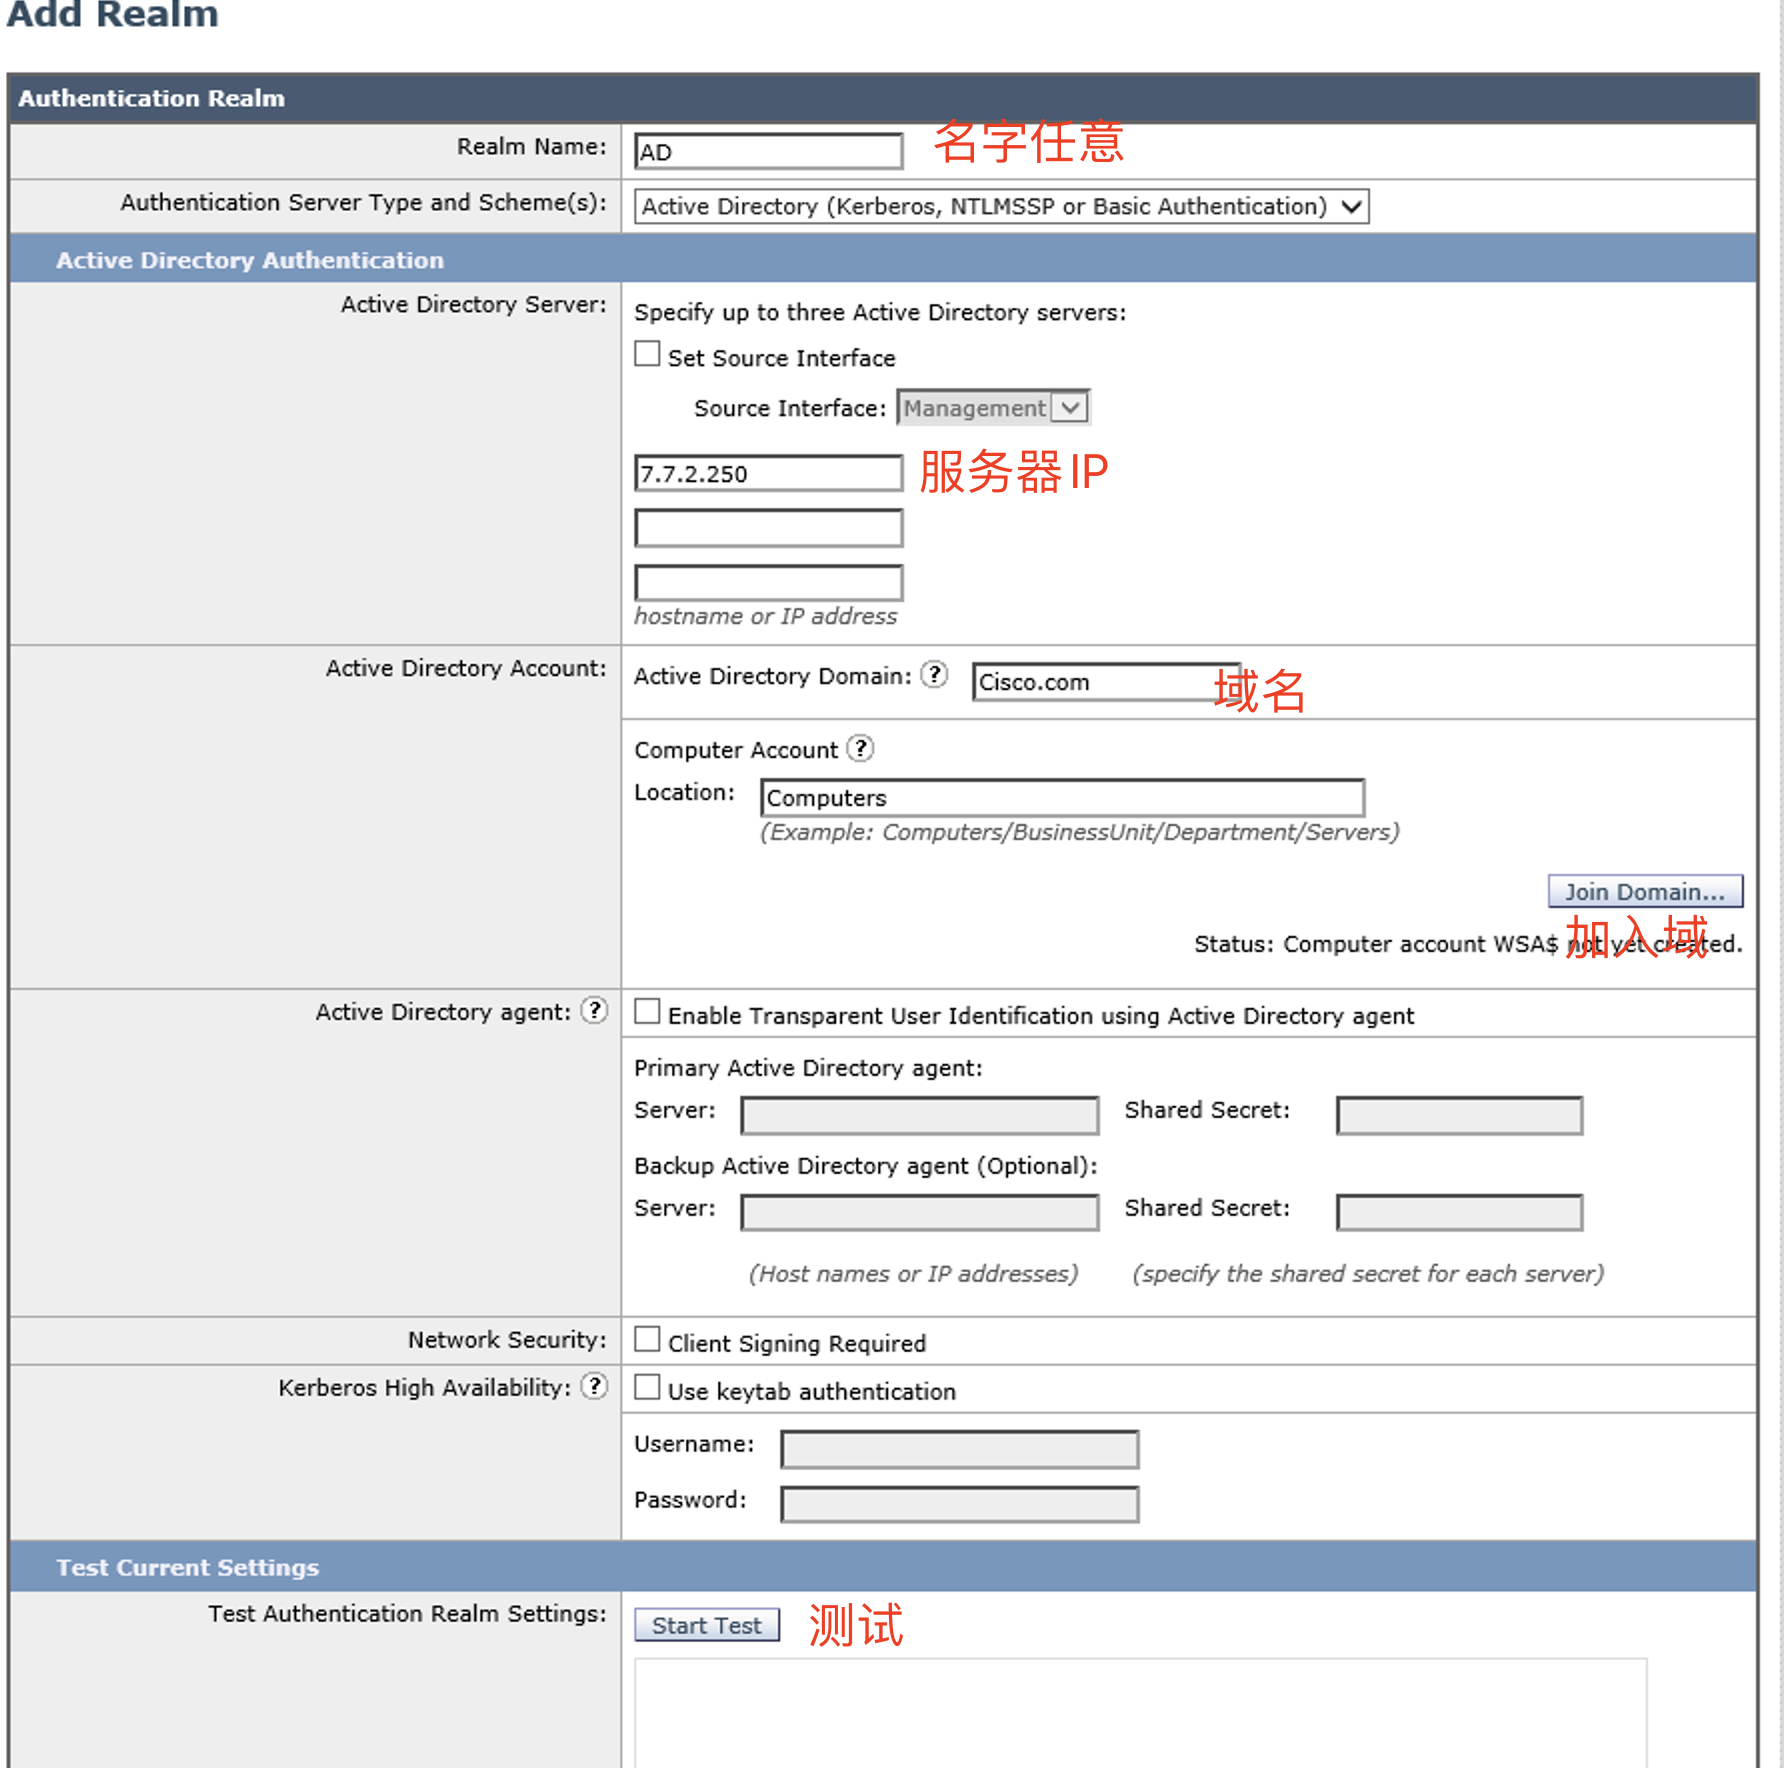 Add Realm
Authentication Realm
Realm Name: AD 名字任意
Authentication Server Type and Scheme(s): Active Directory (Kerberos, NTLMSSP or Basic Authentication)
Active Directory Authentication
Active Directory Server: Specify up to three Active Directory servers:
Set Source Interface
Source Interface: Management
7.7.2.250 服务器IP
hostname or IP address
Active Directory Account: Active Directory Domain: ? Cisco.com 域名
Computer Account ?
Location: Computers
(Example: Computers/BusinessUnit/Department/Servers)
Join Domain...
加入域
Status: Computer account WSA$ not yet created.
Active Directory agent: ? Enable Transparent User Identification using Active Directory agent
Primary Active Directory agent:
Server: Shared Secret:
Backup Active Directory agent (Optional):
Server: Shared Secret:
(Host names or IP addresses) (specify the shared secret for each server)
Network Security: Client Signing Required
Kerberos High Availability: ? Use keytab authentication
Username:
Password:
Test Current Settings
Test Authentication Realm Settings: Start Test 测试